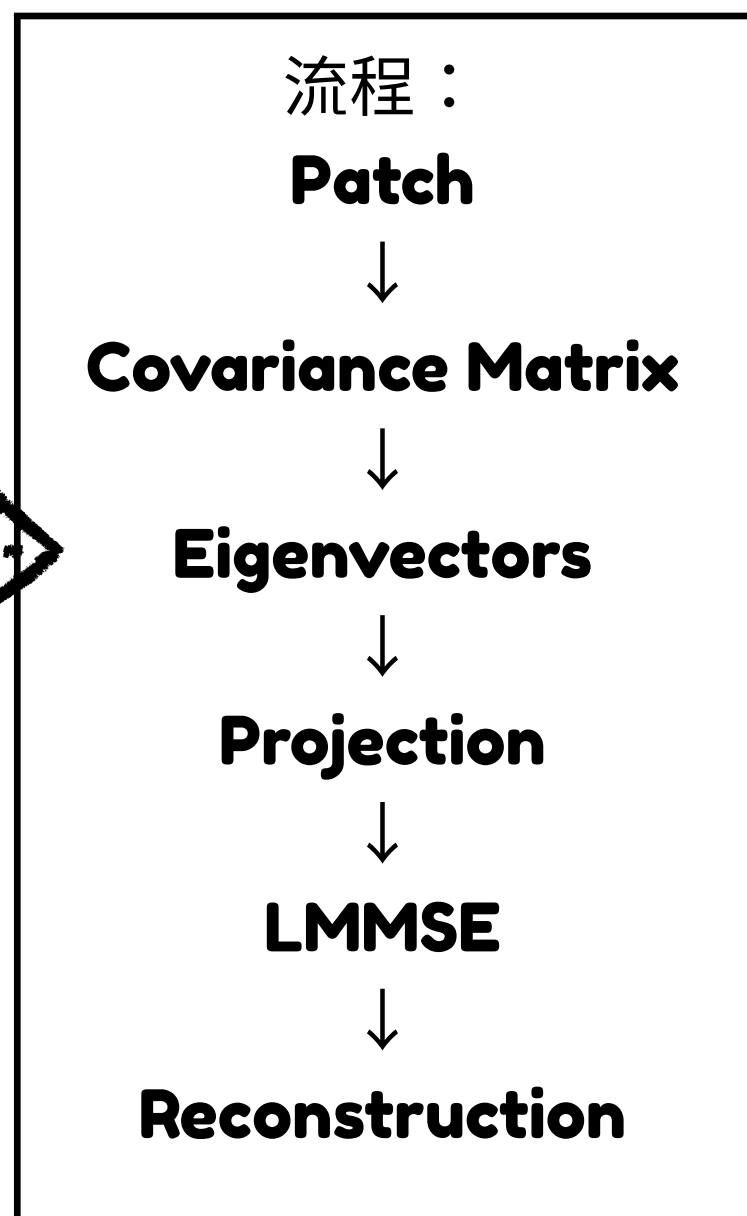 流程：
Patch
↓
Covariance Matrix
↓
Eigenvectors
↓
Projection
↓
LMMSE
↓
Reconstruction